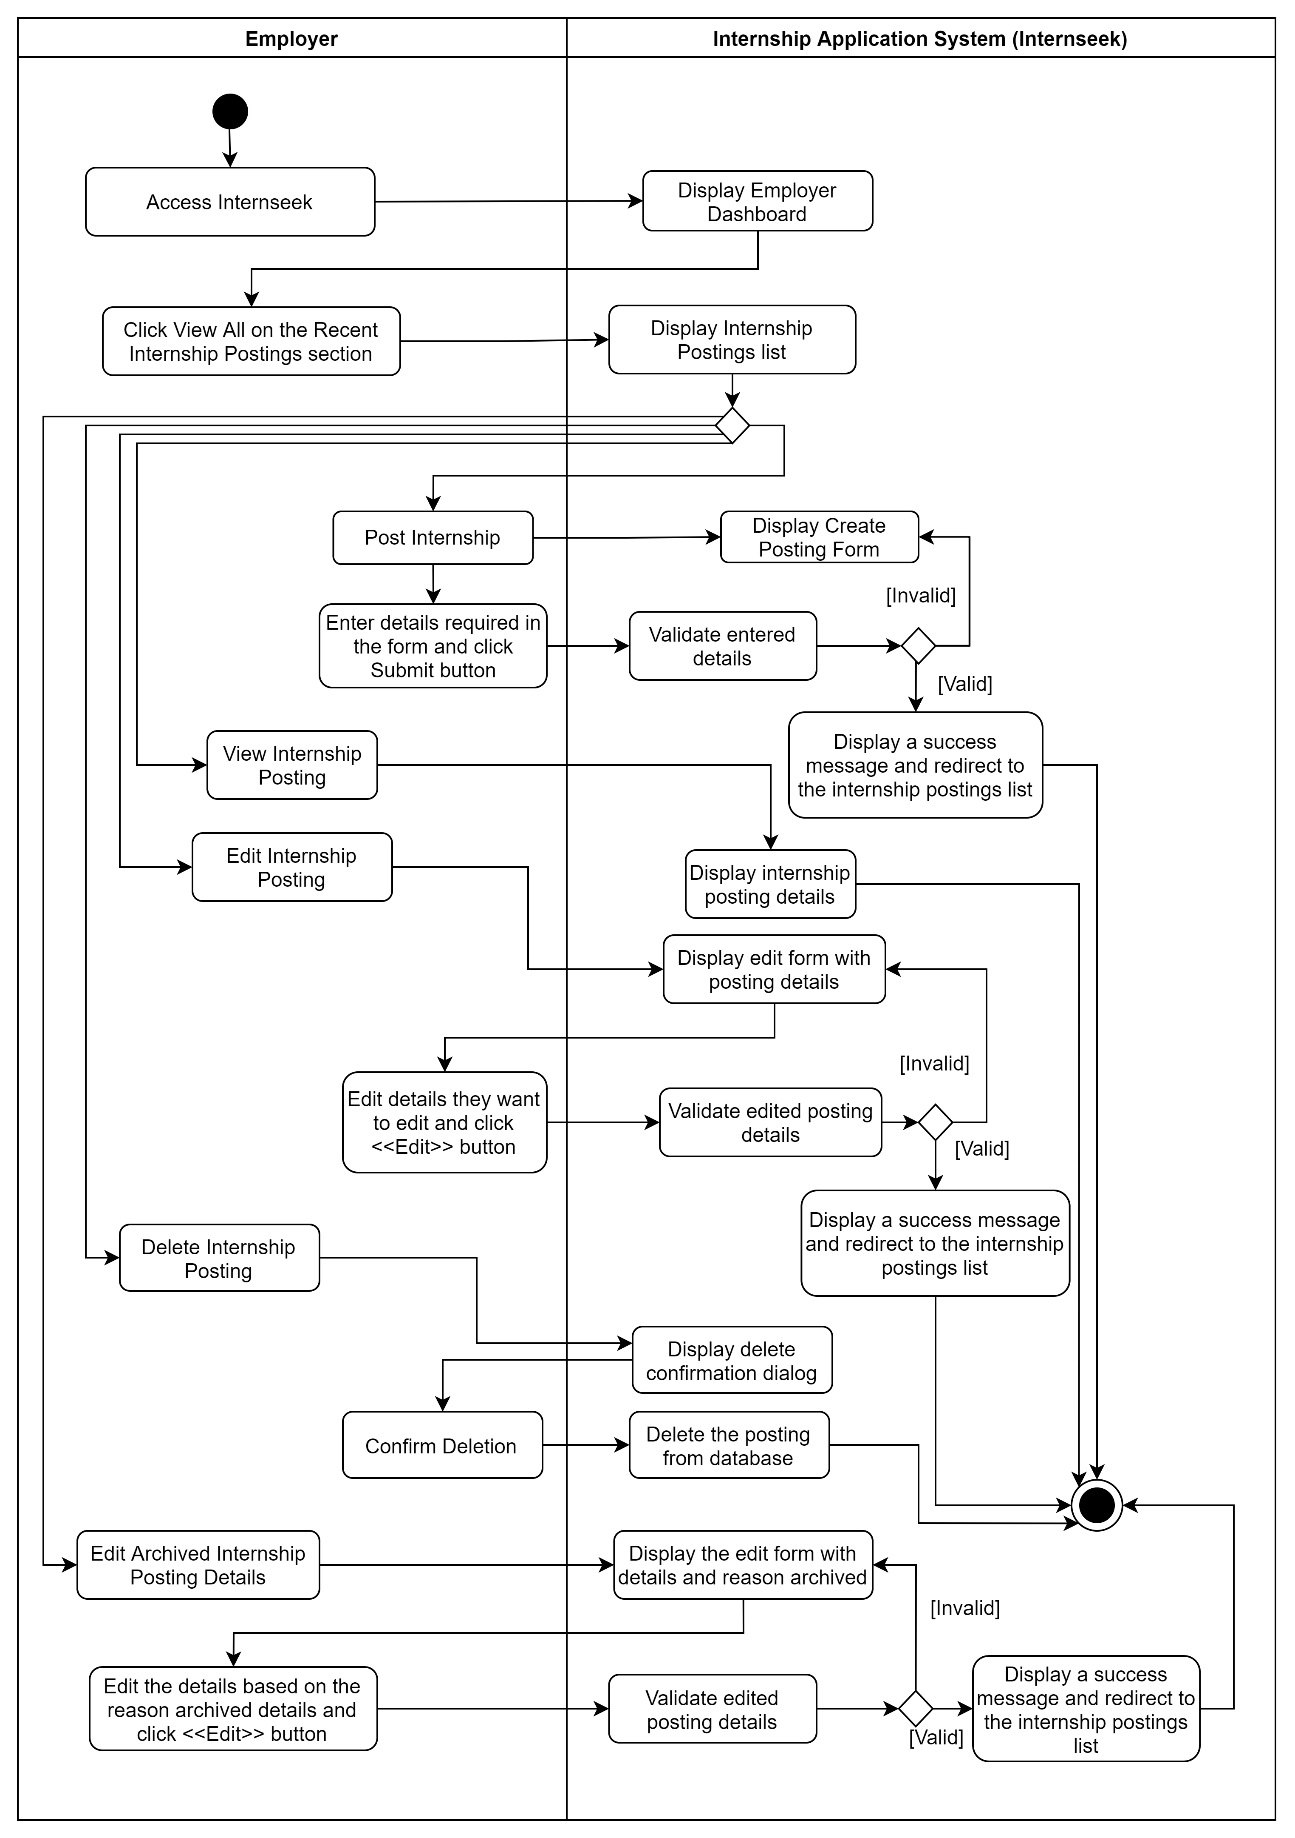 Employer
Internship Application System (Internseek)
Access Internseek
Display Employer
Dashboard
Click View All on the Recent
Internship Postings section
Display Internship
Postings list
Post Internship
Display Create
Posting Form
[Invalid]
Enter details required in
the form and click
Submit button
Validate entered
details
[Valid]
Display a success
message and redirect to
the internship postings list
View Internship
Posting
Edit Internship
Posting
Display internship
posting details
Display edit form with
posting details
[Invalid]
Edit details they want
to edit and click
<<Edit>> button
Validate edited posting
details
[Valid]
Display a success message
and redirect to the internship
postings list
Delete Internship
Posting
Display delete
confirmation dialog
Confirm Deletion
Delete the posting
from database
Edit Archived Internship
Posting Details
Display the edit form with
details and reason archived
[Invalid]
Edit the details based on the
reason archived details and
click <<Edit>> button
Validate edited
posting details
[Valid]
Display a success
message and redirect to
the internship postings
list